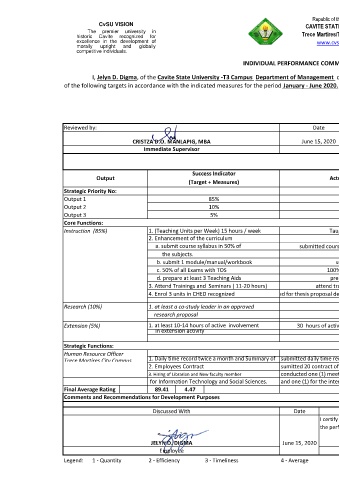 CvSU VISION
Republic of th
The premier university in
historic Cavite recognized for
excellence in the development of
morally upright and globally
competitive individuals.
CAVITE STAT
Trece Martires
www.cvs
INDIVIDUAL PERFORMANCE COMM
I, Jelyn D. Digma, of the Cavite State University -T3 Campus Department of Management
of the following targets in accordance with the indicated measures for the period January - June 2020.
Reviewed by: Date
CRISTZA D.O. MANLAPIG, MBA June 15, 2020
Immediate Supervisor
Output Success Indicator (Target + Measures) Actu
Strategic Priority No:
Output 1 85%
Output 2 10%
Output 3 5%
Core Functions:
Instruction (85%) 1. (Teaching Units per Week) 15 hours / week Tau
2. Enhancement of the curriculum
a. submit course syllabus in 50% of submitted cours
the subjects.
b. submit 1 module/manual/workbook s
c. 50% of all Exams with TOS 100%
d. prepare at least 3 Teaching Aids pre
3. Attend Trainings and Seminars ( 11-20 hours) attend tra
4. Enrol 3 units in CHED recognized ed for thesis proposal de
Research (10%) 1. at least a co-study leader in an approved
research proposal
Extension (5%) 1. at least 10-14 hours of active involvement 30 hours of activ
in extension activity
Strategic Functions:
Human Resource Officer
Trece Martires City Campus 1. Daily time record twice a month and Summary of submitted daily time re
2. Employees Contract sumitted 20 contract of
3. Hiring of Librarian and New faculty member conducted one (1) meet
for Information Technology and Social Sciences. and one (1) for the inter
Final Average Rating 89.41 4.47
Comments and Recommendations for Development Purposes
Discussed With Date
I certify
the perf
JELYN D. DIGMA June 15, 2020
Employee
Legend: 1 - Quantity 2 - Efficiency 3 - Timeliness 4 - Average